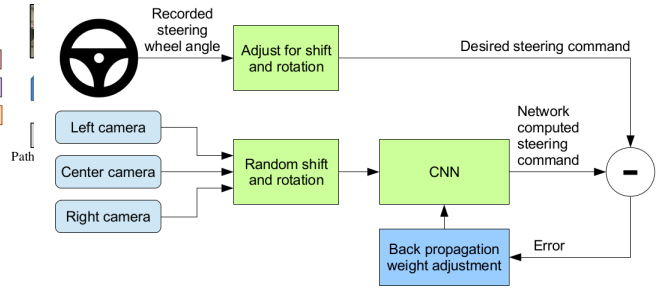 Recorded
steering
wheel angle
Adjust for shift
and rotation
Desired steering command
Left camera
Center camera
Right camera
Random shift
and rotation
CNN
Network
computed
steering
command
-
Back propagation
weight adjustment
Error
Path